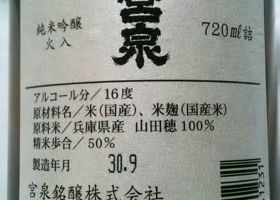 宮泉
純米吟醸
火入
720ml詰
アルコール分/16度
原材料名/米(国産)、米麹(国産米)
原料米/兵庫県産 山田穂100%
精米歩合/50%
製造年月 30.9
宮泉銘醸株式会社